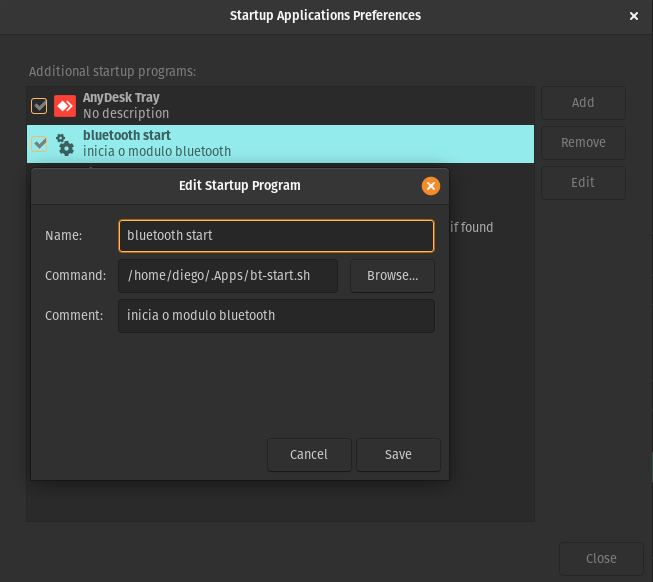 Startup Applications Preferences
Additional startup programs:
AnyDesk Tray
No description
Add
bluetooth start
inicia o modulo bluetooth
Remove
Edit Startup Program
Edit
Name:
bluetooth start
if found
Command:
/home/diego/.Apps/bt-start.sh
Browse...
Comment:
inicia o modulo bluetooth
Cancel
Save
Close